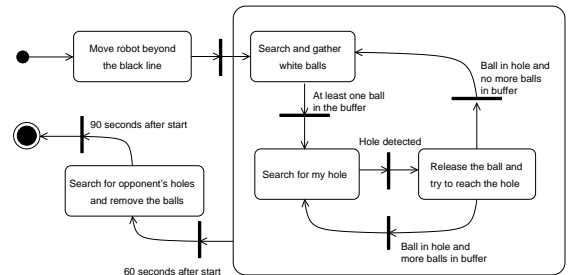 Move robot beyond
the black line
Search and gather
white balls
Ball in hole and
no more balls
in buffer
At least one ball
in the buffer
90 seconds after start
Hole detected
Search for my hole
Release the ball and
try to reach the hole
Search for opponent's holes
and remove the balls
Ball in hole and
more balls in buffer
60 seconds after start